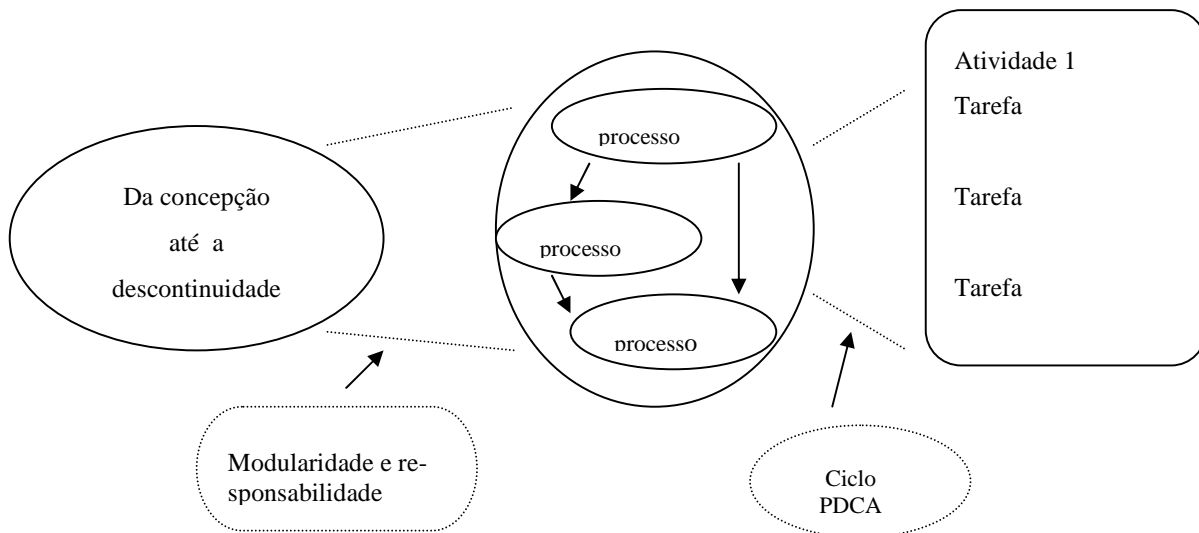 Da concepção
até a
descontinuidade
processo
processo
processo
Atividade 1
Tarefa
Tarefa
Tarefa
Modularidade e re-
sponsabilidade
Ciclo
PDCA